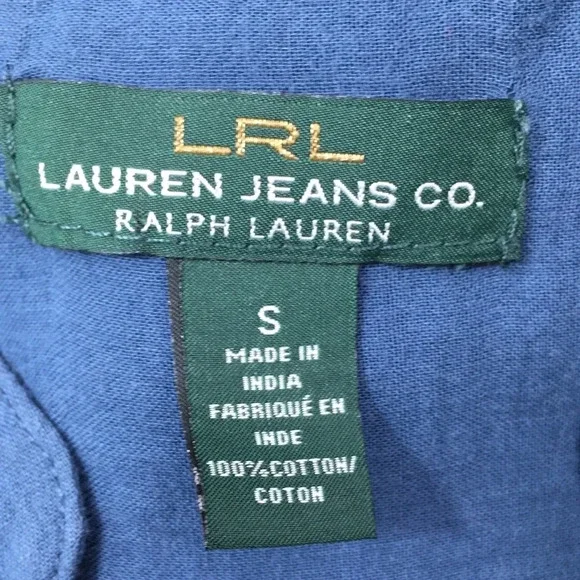 LRL
LAUREN JEANS CO.
RALPH LAUREN
S
MADE IN
INDIA
FABRIQUÉ EN
INDE
100%COTTON/
COTON